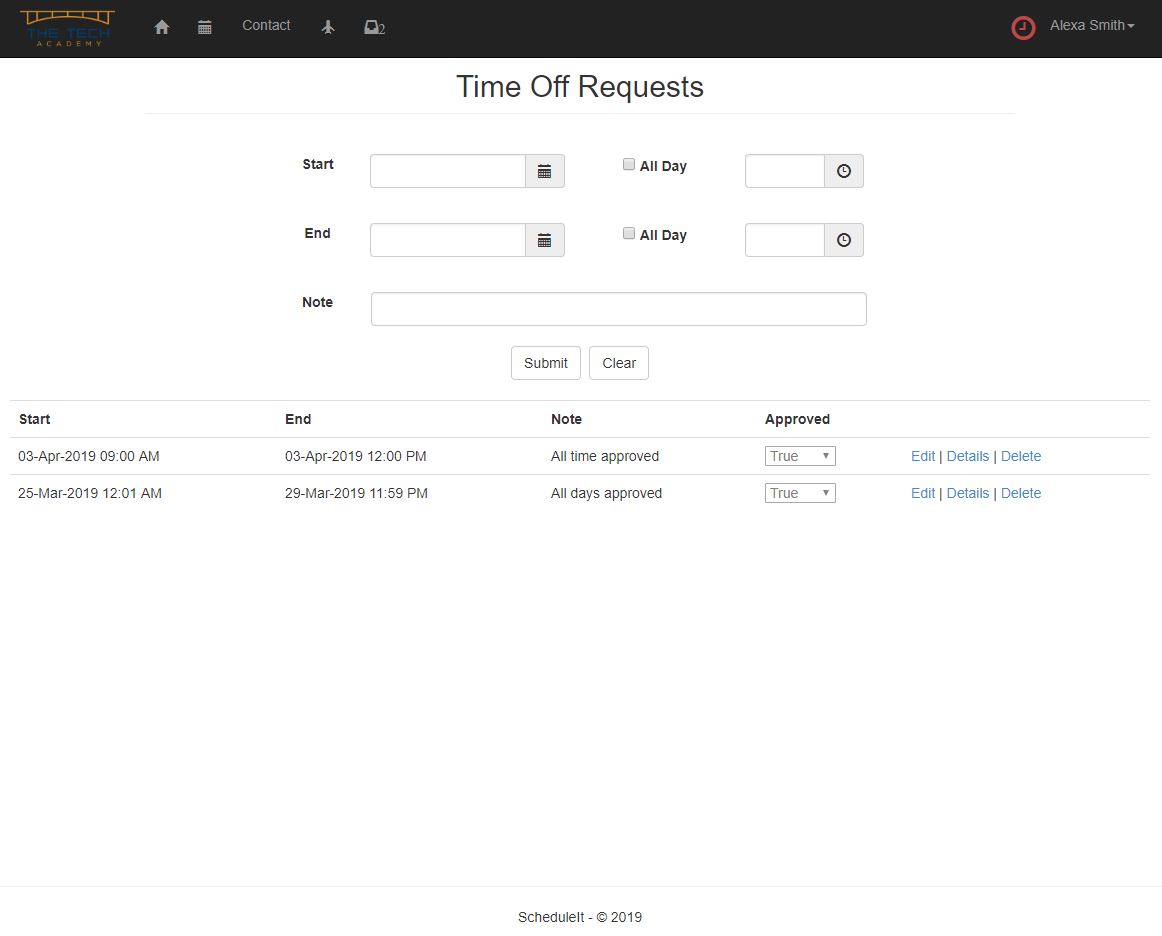 THE TECH
ACADEMY
Contact
2
Alexa Smith
Time Off Requests
Start All Day
End All Day
Note
Submit Clear
Start End Note Approved
03-Apr-2019 09:00 AM 03-Apr-2019 12:00 PM All time approved True Edit | Details | Delete
25-Mar-2019 12:01 AM 29-Mar-2019 11:59 PM All days approved True Edit | Details | Delete
ScheduleIt - © 2019